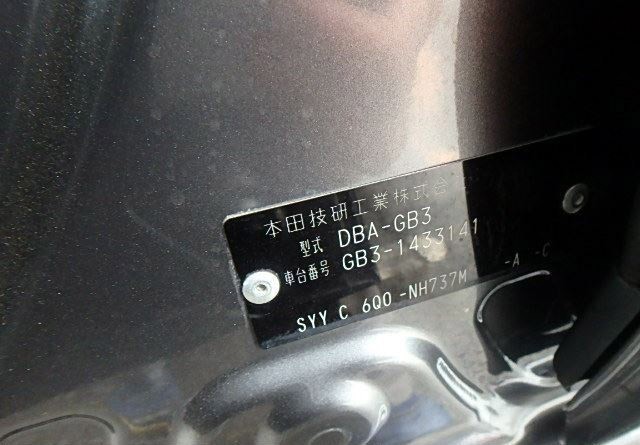 本田技研工業株式会
型式 DBA-GB3
車台番号 GB3-1433141
SYY C 6Q0 -NH737M -A -C